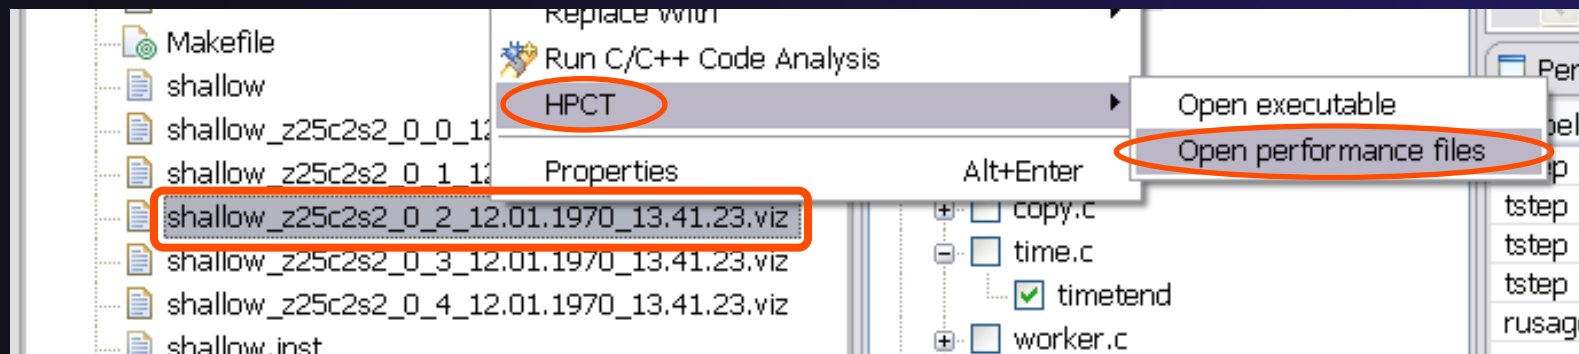 Replace With
Makefile
Run C/C++ Code Analysis
shallow
HPCT
Open executable
shallow_z25c2s2_0_0_12
Open performance files
shallow_z25c2s2_0_1_12
Properties Alt+Enter
shallow_z25c2s2_0_2_12.01.1970_13.41.23.viz
copy.c
tstep
shallow_z25c2s2_0_3_12.01.1970_13.41.23.viz
time.c
tstep
shallow_z25c2s2_0_4_12.01.1970_13.41.23.viz
timetend
tstep
shallow.inst
worker.c